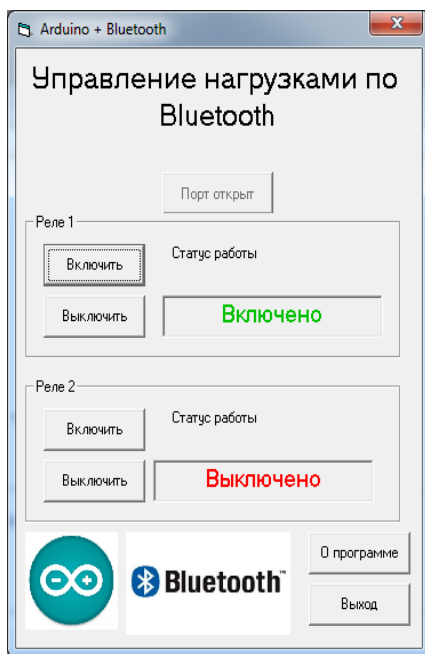 Arduino + Bluetooth
Управление нагрузками по
Bluetooth
Порт открыт
Реле 1
Включить
Статус работы
Выключить
Включено
Реле 2
Включить
Статус работы
Выключить
Выключено
Bluetooth™
О программе
Выход